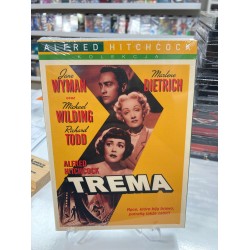 ALFRED HITCHCOCK
KOLEKCJA
Jane
WYMAN
Marlene
DIETRICH
Michael
WILDING
Richard
TODD
ALFRED
HITCHCOCK
TREMA